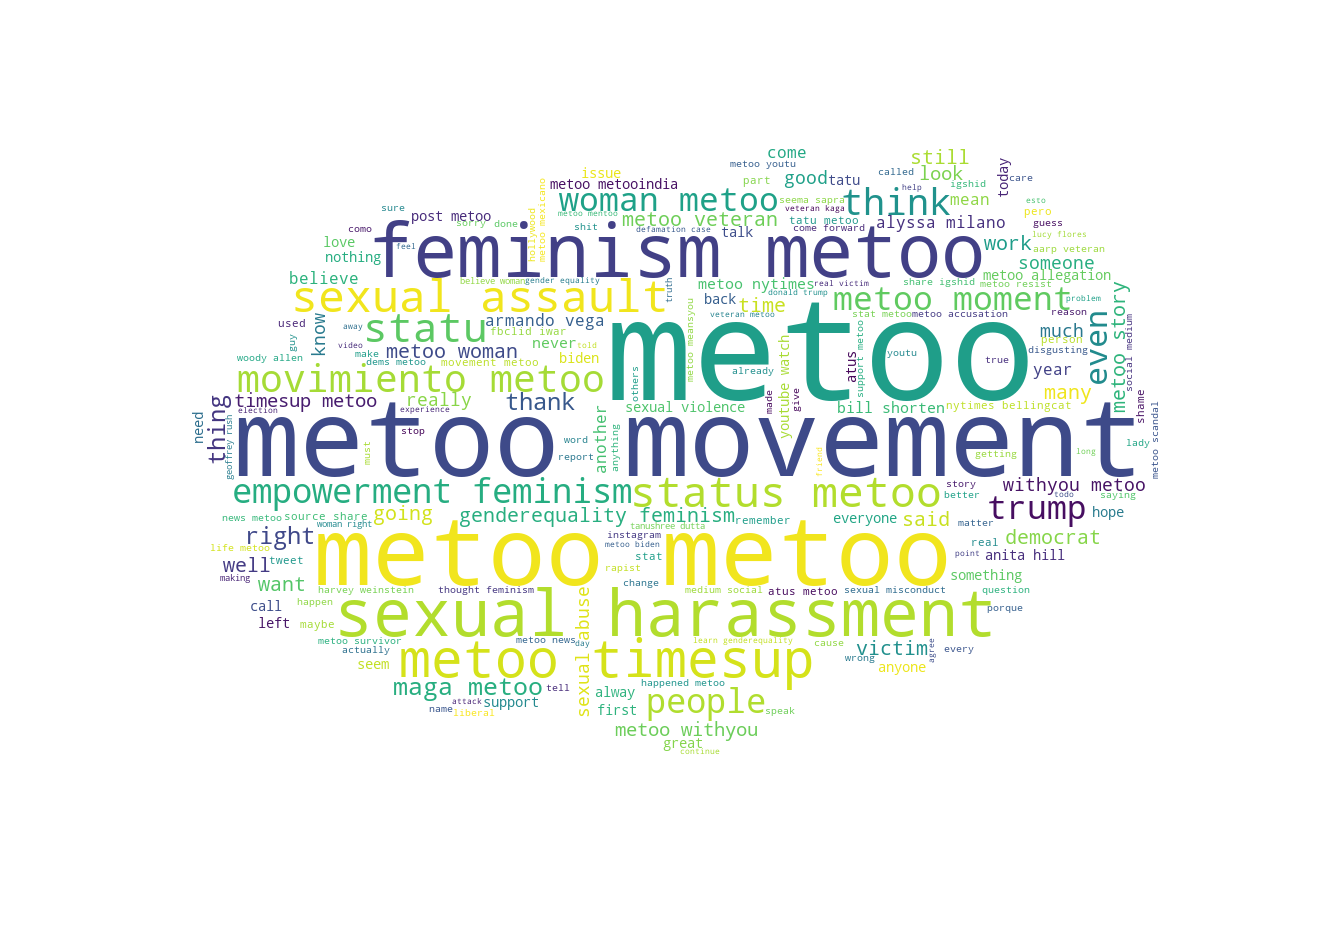 come
still
metoo youtu
today
called
care
look
issue
good
tatu
part
help
igshid
metoo metooindia
woman metoo
think
mean
seema sapra
esto
sure
metoo mexicano
hollywood
veteran kaga
post metoo
metoo mentoo
metoo veteran
tatu metoo
alyssa milano
pero
guess
sorry done
shit
defamation case
talk
come forward
como
lucy flores
love
feel
feminism metoo
work
aarp veteran
nothing
someone
believe
believe woman
gender equality
truth
metoo nytimes
real victim
share igshid
metoo allegation
metoo resist
problem
metoo story
sexual assault
donald trump
back
time
metoo moment
reason
social medium
used
know
away
statu
armando vega
fbclid iwar
metoo meansyou
veteran metoo
stat metoo
metoo accusation
much
person
even
guy
video
never
told
metoo
youtu
support metoo
atus
true
disgusting
woody allen
make
dems metoo
metoo woman
movement metoo
biden
others
already
youtube watch
year
movimiento metoo
made
give
many
shame
thing
timesup metoo
really
thank
sexual violence
bill shorten
nytimes bellingcat
need
election
experience
stop
another
anything
word
report
geoffrey rush
must
metoo movement
friend
lady
getting
long
metoo scandal
empowerment feminism
status metoo
story
better
withyou metoo
todo
saying
news metoo
source share
going
genderequality feminism
remember
everyone
said
trump
hope
woman right
tanushree dutta
matter
right
instagram
real
democrat
life metoo
metoo biden
stat
point
anita hill
well
tweet
metoo metoo
rapist
something
making
want
change
harvey weinstein
thought feminism
medium social
atus metoo
sexual misconduct
question
happen
call
porque
left
maybe
sexual harassment
sexual abuse
metoo survivor
metoo news
day
learn genderequality
cause
victim
agree
every
actually
wrong
seem
metoo timesup
anyone
maga metoo
tell
happened metoo
attack
support
alway
people
name
liberal
first
speak
metoo withyou
great
continue